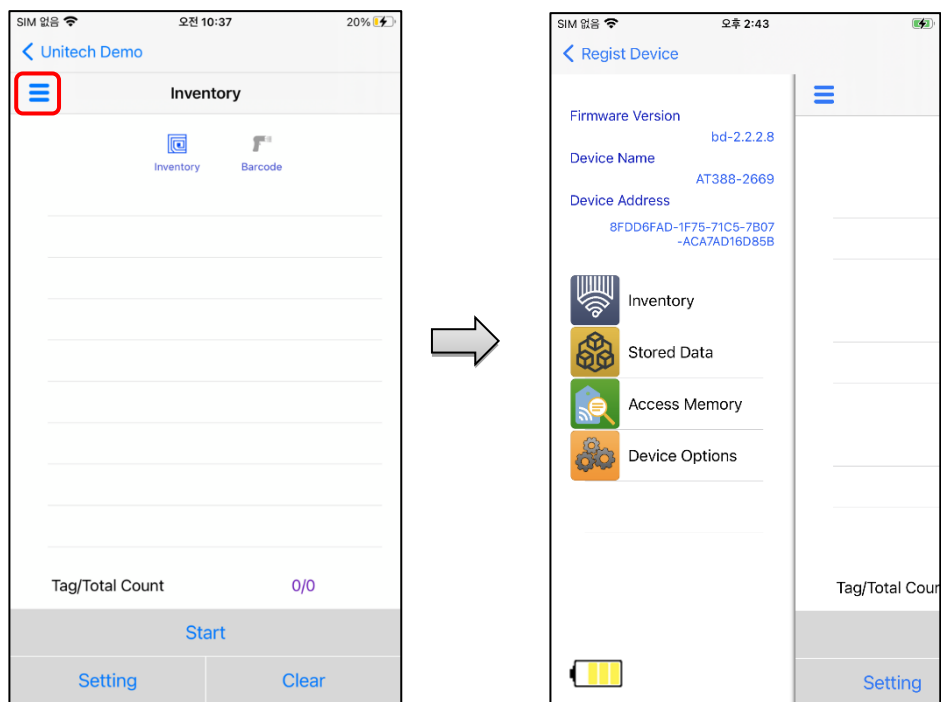 SIM 없음 오전 10:37 20%
Unitech Demo
Inventory
Inventory Barcode
Tag/Total Count 0/0
Start
Setting Clear
SIM 없음 오후 2:43
Regist Device
Firmware Version
bd-2.2.2.8
Device Name
AT388-2669
Device Address
8FDD6FAD-1F75-71C5-7B07
-ACA7AD16D85B
Inventory
Stored Data
Access Memory
Device Options
Tag/Total Cour
Setting